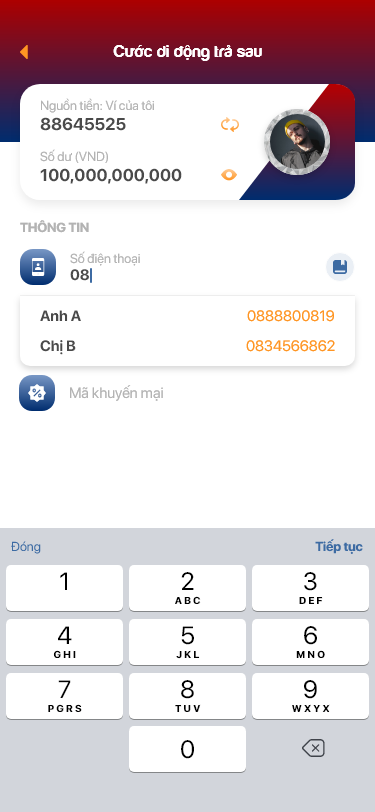 Cước di động trả sau
Nguồn tiền: Ví của tôi
88645525
Số dư (VND)
100,000,000,000
THÔNG TIN
Số điện thoại
08
Anh A 0888800819
Chị B 0834566862
Mã khuyến mại
Đóng Tiếp tục
1 2 3
ABC DEF
4 5 6
GHI JKL MNO
7 8 9
PGRS TUV WXYX
0